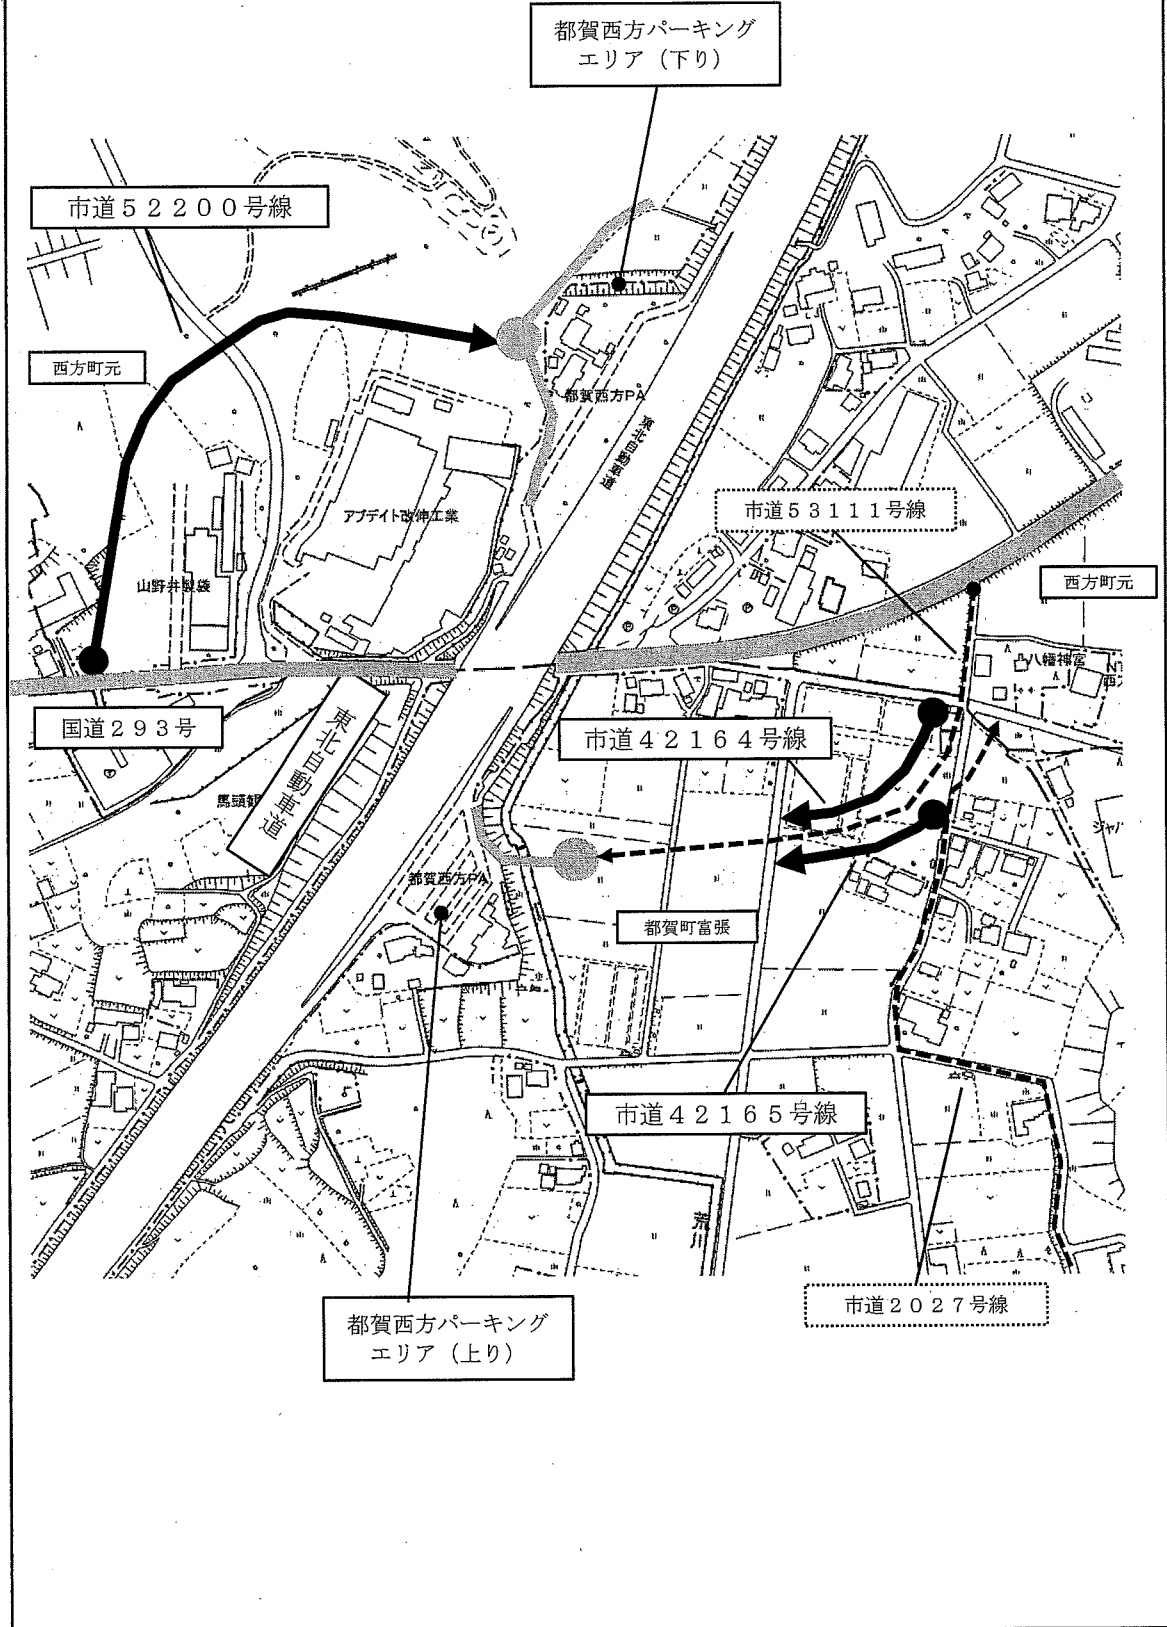 都賀西方パーキング
エリア（下り）
市道５２２００号線
西方町元
都賀西方PA
東北自動車道
アプデイト改伸工業
市道５３１１１号線
山野井製袋
西方町元
八幡神宮
国道２９３号
市道４２１６４号線
東北自動車道
馬頭観
ジャパ
都賀西方PA
都賀町富張
市道４２１６５号線
荒川
市道２０２７号線
都賀西方パーキング
エリア（上り）